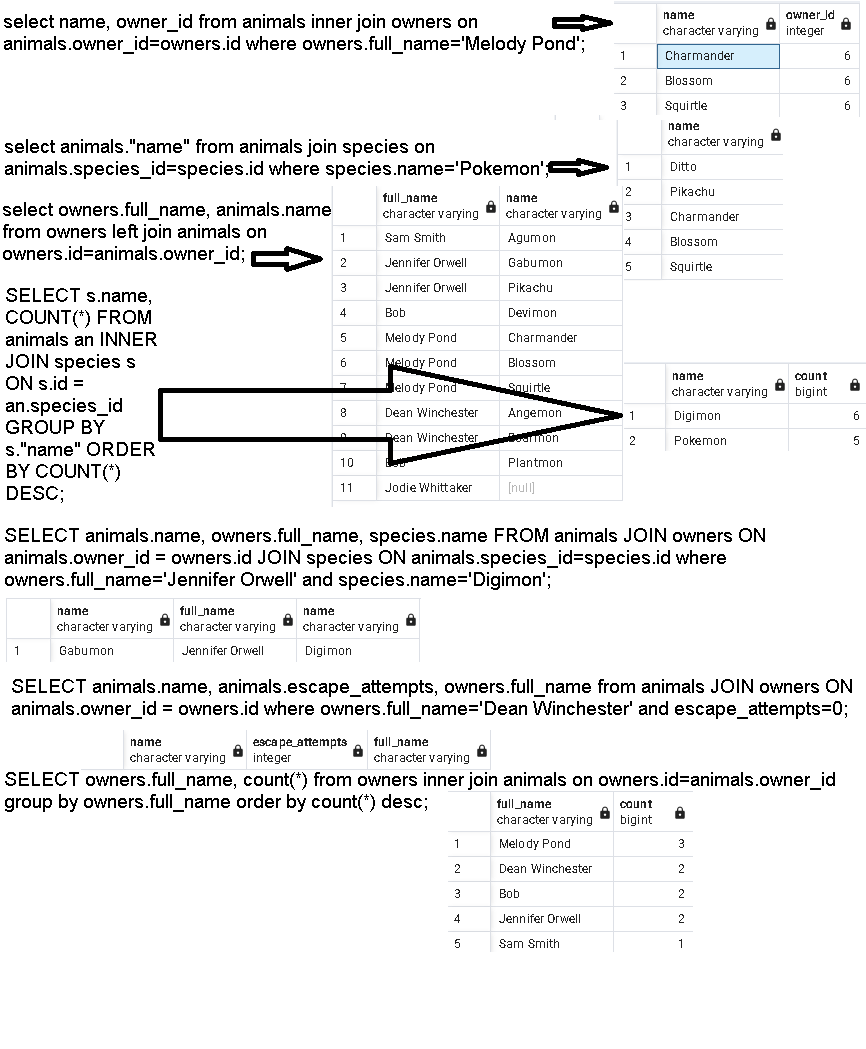 select name, owner_id from animals inner join owners on
animals.owner_id=owners.id where owners.full_name='Melody Pond';
name owner_id
character varying integer
1 Charmander 6
2 Blossom 6
3 Squirtle 6
select animals."name" from animals join species on
animals.species_id=species.id where species.name='Pokemon';
name
character varying
1 Ditto
2 Pikachu
3 Charmander
4 Blossom
5 Squirtle
select owners.full_name, animals.name
from owners left join animals on
owners.id=animals.owner_id;
full_name name
character varying character varying
1 Sam Smith Agumon
2 Jennifer Orwell Gabumon
3 Jennifer Orwell Pikachu
4 Bob Devimon
5 Melody Pond Charmander
6 Melody Pond Blossom
7 Melody Pond Squirtle
8 Dean Winchester Angemon
9 Dean Winchester
10 Plantmon
11 Jodie Whittaker [null]
SELECT s.name,
COUNT(*) FROM
animals an INNER
JOIN species s
ON s.id =
an.species_id
GROUP BY
s."name" ORDER
BY COUNT(*)
DESC;
name count
character varying bigint
1 Digimon 6
2 Pokemon 5
SELECT animals.name, owners.full_name, species.name FROM animals JOIN owners ON
animals.owner_id = owners.id JOIN species ON animals.species_id=species.id where
owners.full_name='Jennifer Orwell' and species.name='Digimon';
name full_name name
character varying character varying character varying
1 Gabumon Jennifer Orwell Digimon
SELECT animals.name, animals.escape_attempts, owners.full_name from animals JOIN owners ON
animals.owner_id = owners.id where owners.full_name='Dean Winchester' and escape_attempts=0;
name escape_attempts full_name
character varying integer character varying
SELECT owners.full_name, count(*) from owners inner join animals on owners.id=animals.owner_id
group by owners.full_name order by count(*) desc;
full_name count
character varying bigint
1 Melody Pond 3
2 Dean Winchester 2
3 Bob 2
4 Jennifer Orwell 2
5 Sam Smith 1